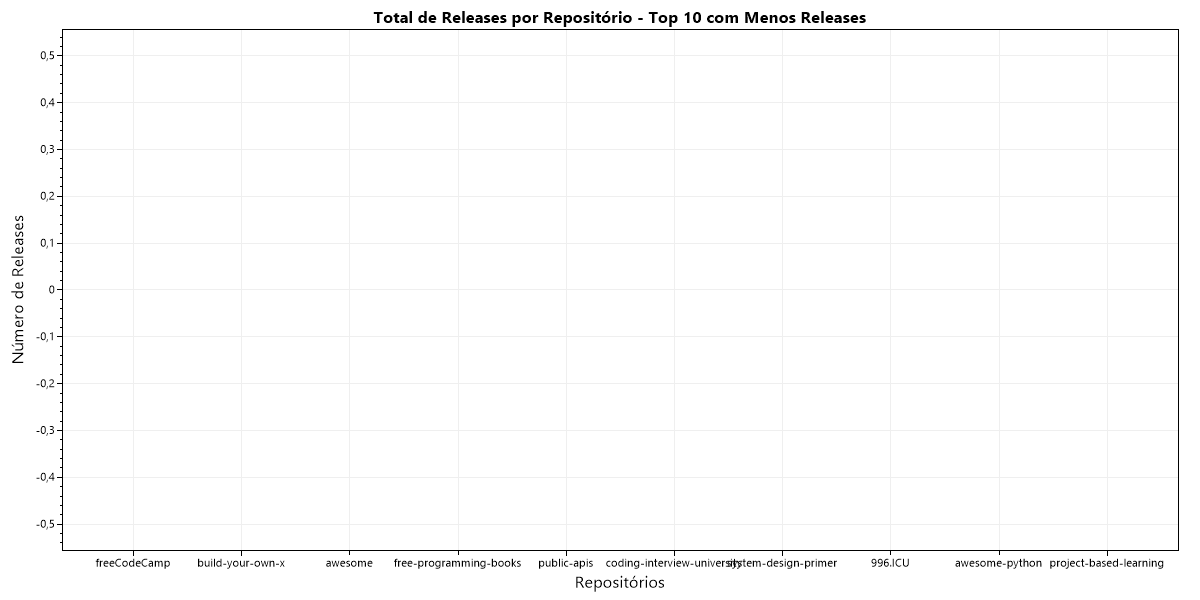 Total de Releases por Repositório - Top 10 com Menos Releases
0,5
0,4
0,3
0,2
0,1
0
-0,1
-0,2
-0,3
-0,4
-0,5
Número de Releases
freeCodeCamp build-your-own-x awesome free-programming-books public-apis coding-interview-university system-design-primer 996.ICU awesome-python project-based-learning
Repositórios